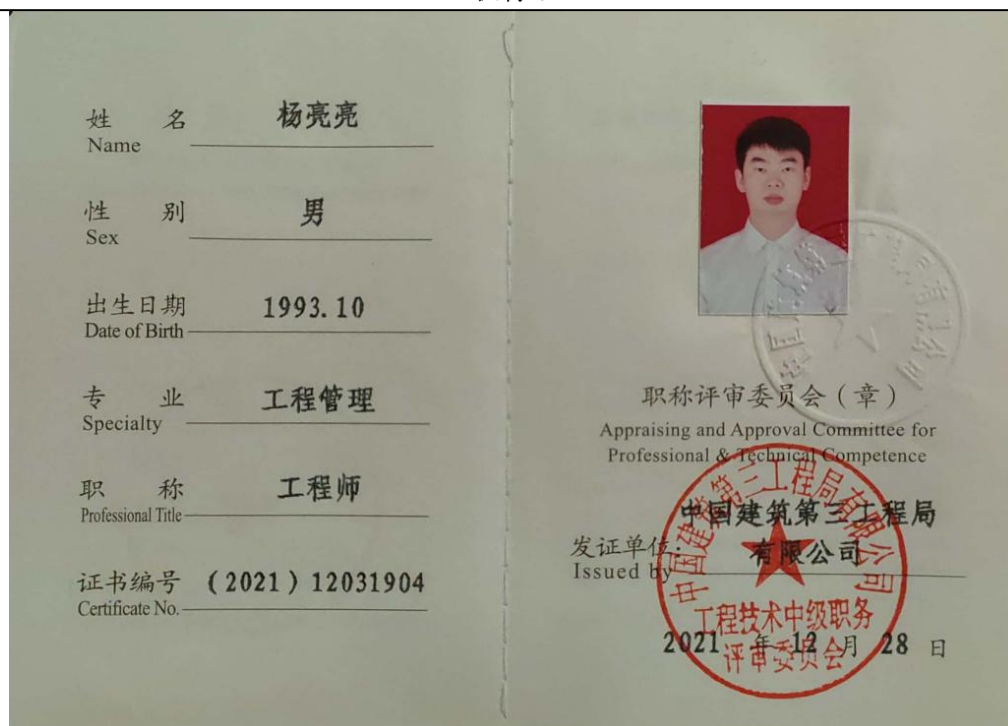 姓 名 杨亮亮
Name
性 别 男
Sex
出生日期 1993.10
Date of Birth
专 业 工程管理
Specialty
职 称 工程师
Professional Title
证书编号 (2021) 12031904
Certificate No.
职称评审委员会(章)
Appraising and Approval Committee for
Professional & Technical Competence
中国建筑第三工程局
发证单位: 有限公司
Issued by
2021 年 12 月 28 日
中国建筑第三工程局有限公司
工程技术中级职务
评审委员会